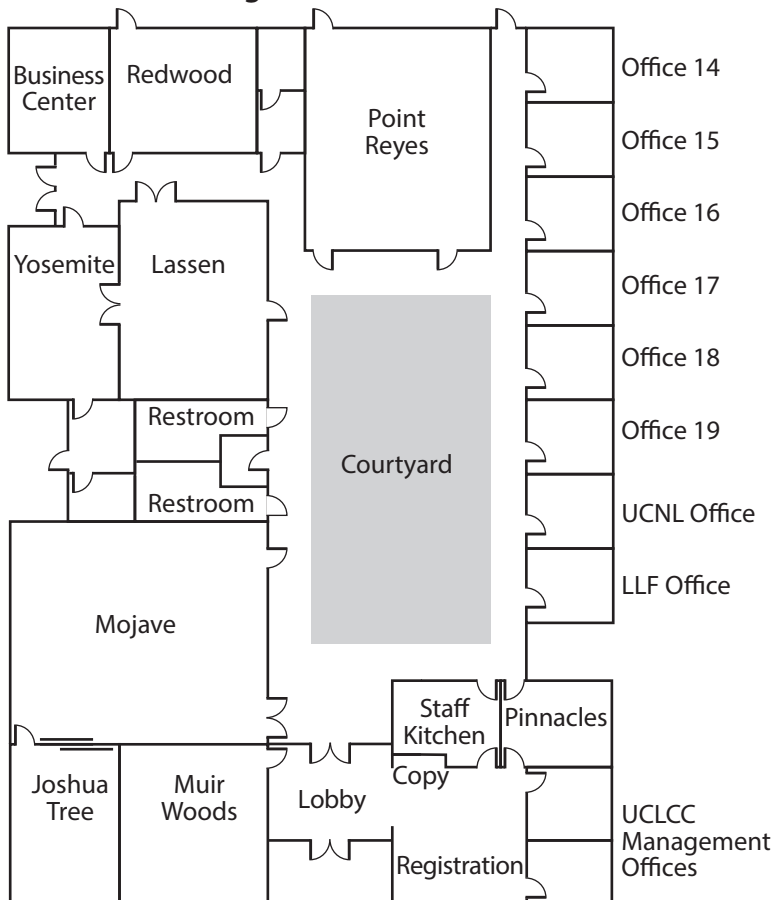 Business
Center
Redwood
Point
Reyes
Office 14
Office 15
Office 16
Yosemite
Lassen
Office 17
Office 18
Restroom
Office 19
Courtyard
Restroom
UCNL Office
LLF Office
Mojave
Staff
Kitchen
Pinnacles
Joshua
Tree
Muir
Woods
Lobby
Copy
Registration
UCLCC
Management
Offices